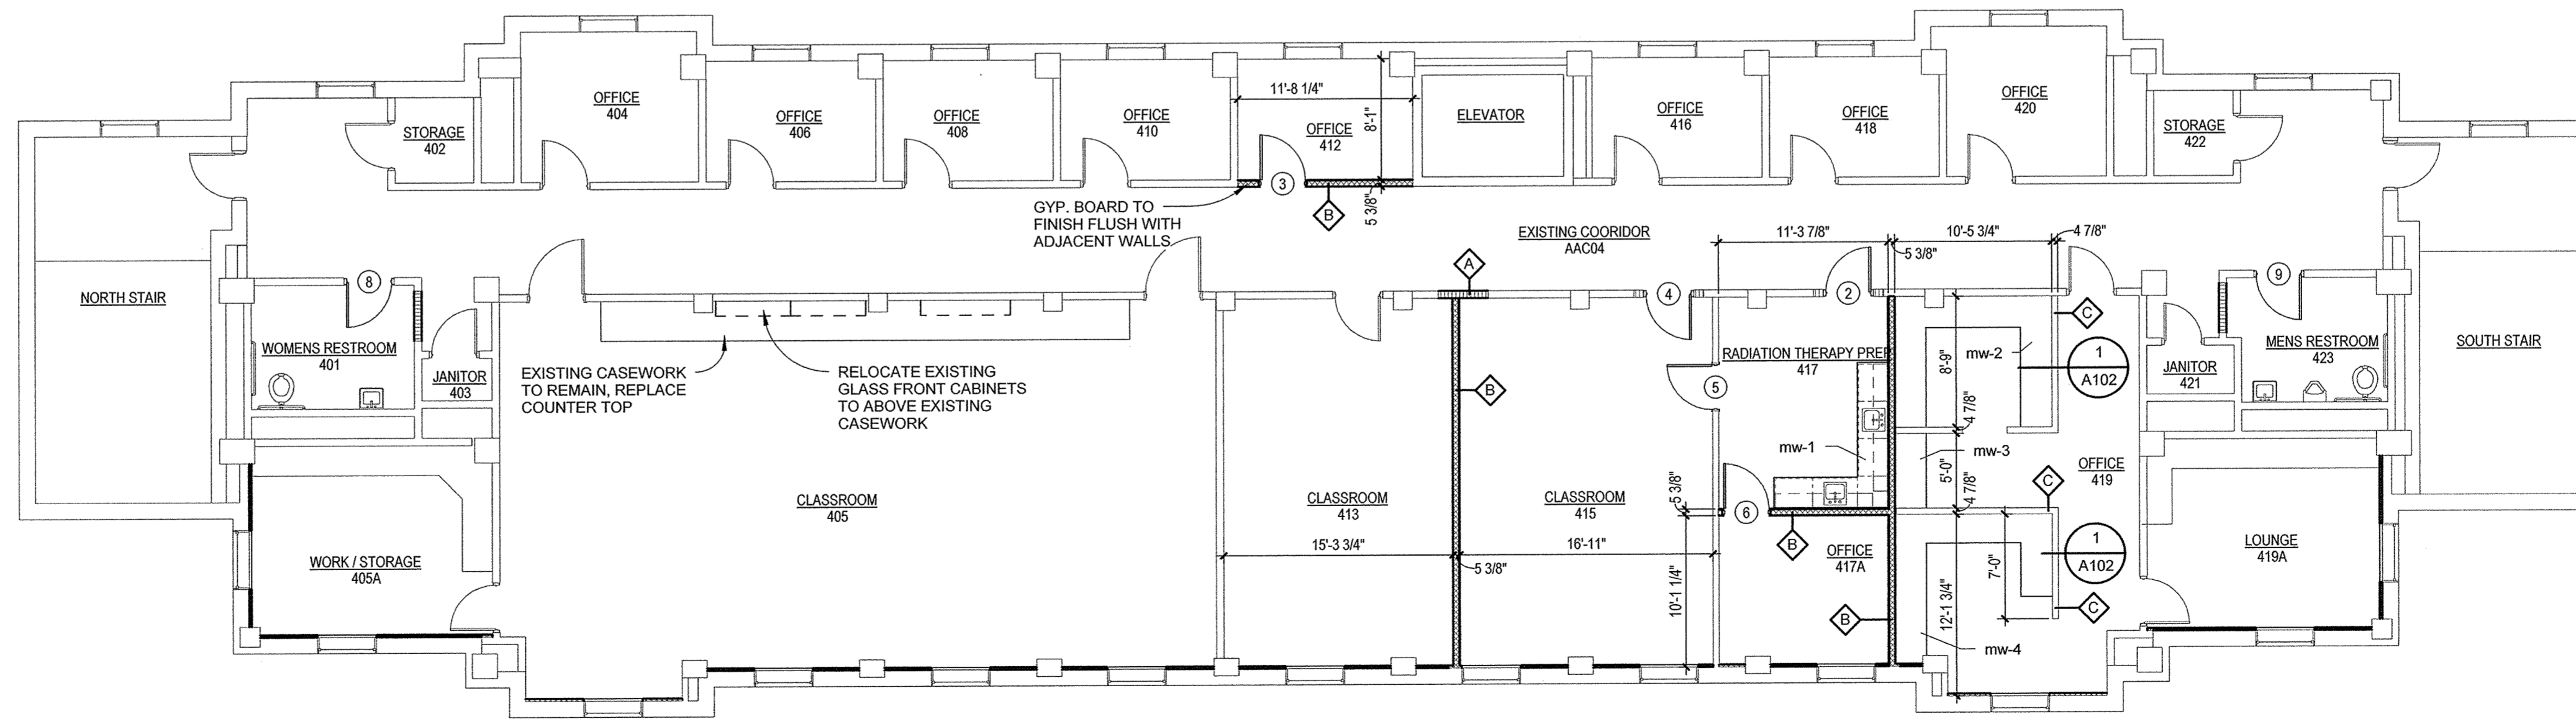 OFFICE
404
OFFICE
406
OFFICE
408
OFFICE
410
11'-8 1/4"
8'-1"
OFFICE
412
ELEVATOR
OFFICE
416
OFFICE
418
OFFICE
420
STORAGE
402
STORAGE
422
3
B
5 3/8"
GYP. BOARD TO
FINISH FLUSH WITH
ADJACENT WALLS
EXISTING COORIDOR
AAC04
11'-3 7/8"
5 3/8"
10'-5 3/4"
4 7/8"
A
8
4
2
9
NORTH STAIR
SOUTH STAIR
WOMENS RESTROOM
401
JANITOR
403
EXISTING CASEWORK
TO REMAIN, REPLACE
COUNTER TOP
RELOCATE EXISTING
GLASS FRONT CABINETS
TO ABOVE EXISTING
CASEWORK
B
RADIATION THERAPY PREP
417
5
mw-1
8'-9"
mw-2
C
1
A102
4 7/8"
JANITOR
421
MENS RESTROOM
423
mw-3
5'-0"
4 7/8"
OFFICE
419
C
CLASSROOM
405
CLASSROOM
413
CLASSROOM
415
5 3/8"
6
B
OFFICE
417A
15'-3 3/4"
5 3/8"
16'-11"
10'-1 1/4"
B
7'-0"
1
A102
C
12'-1 3/4"
mw-4
WORK / STORAGE
405A
LOUNGE
419A